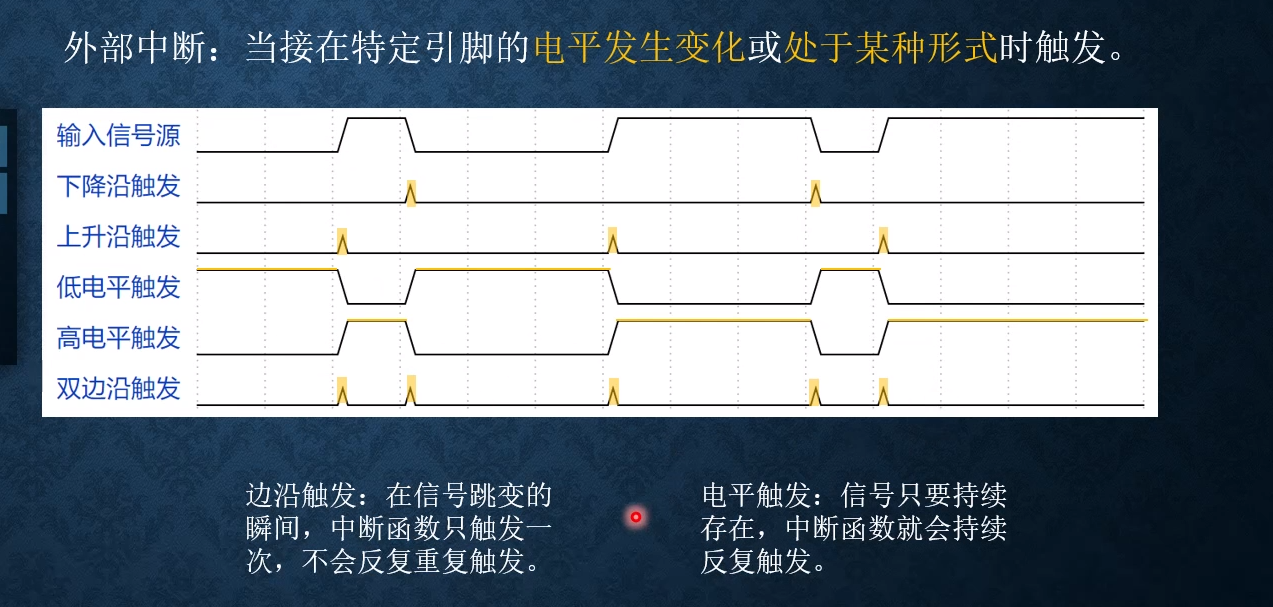 外部中断：当接在特定引脚的电平发生变化或处于某种形式时触发。
输入信号源
下降沿触发
上升沿触发
低电平触发
高电平触发
双边沿触发
边沿触发：在信号跳变的
瞬间，中断函数只触发一
次，不会反复重复触发。
电平触发：信号只要持续
存在，中断函数就会持续
反复触发。